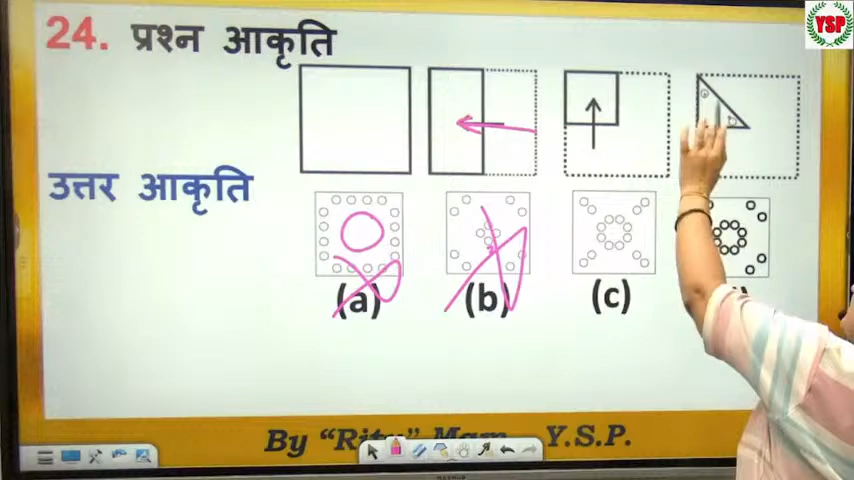 YSP
24. प्रश्न आकृति
उत्तर आकृति
(a) (b) (c)
By “Ritu” Mam Y.S.P.